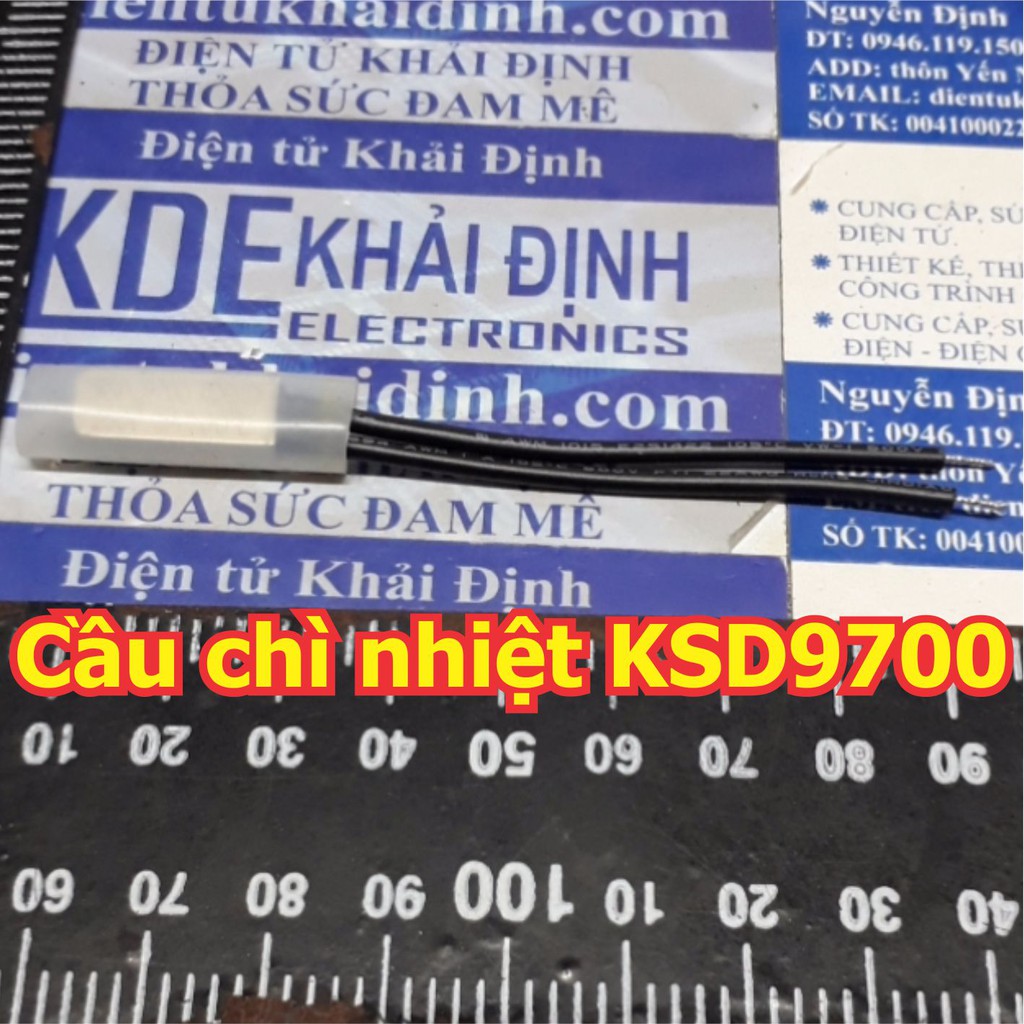 dientukhaidinh.com
ĐIỆN TỬ KHẢI ĐỊNH
THỎA SỨC ĐAM MÊ
Điện tử Khải Định
KDE KHẢI ĐỊNH
ELECTRONICS
idinh.com
THỎA SỨC ĐAM MÊ
Điện tử Khải Định
Nguyễn Định
ĐT: 0946.119.150
ADD: thôn Yến
EMAIL: dientuk
SỐ TK: 004100022
CUNG CẤP, SỬ
ĐIỆN TỬ.
THIẾT KẾ, THI
CÔNG TRÌNH
CUNG CẤP, SỬ
ĐIỆN - ĐIỆN
Nguyễn Địn
ĐT: 0946.119.
SỐ TK: 00410
Cầu chì nhiệt KSD9700
10 20 30 40 50 60 70 80 90
60 70 80 90 100 10 20 30 40